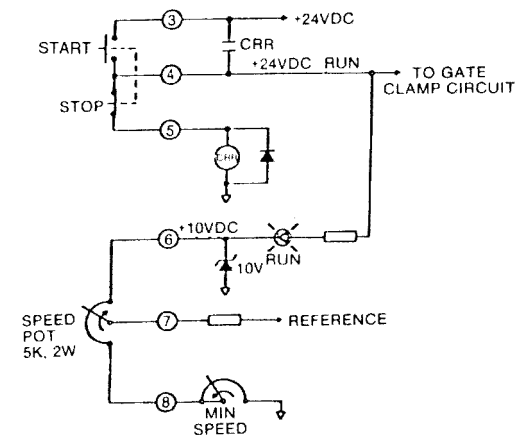 3
+24VDC
START
CRR
4
+24VDC RUN
TO GATE
CLAMP CIRCUIT
STOP
5
CRR
6
+10VDC
RUN
10V
SPEED
POT
5K, 2W
7
REFERENCE
8
MIN
SPEED